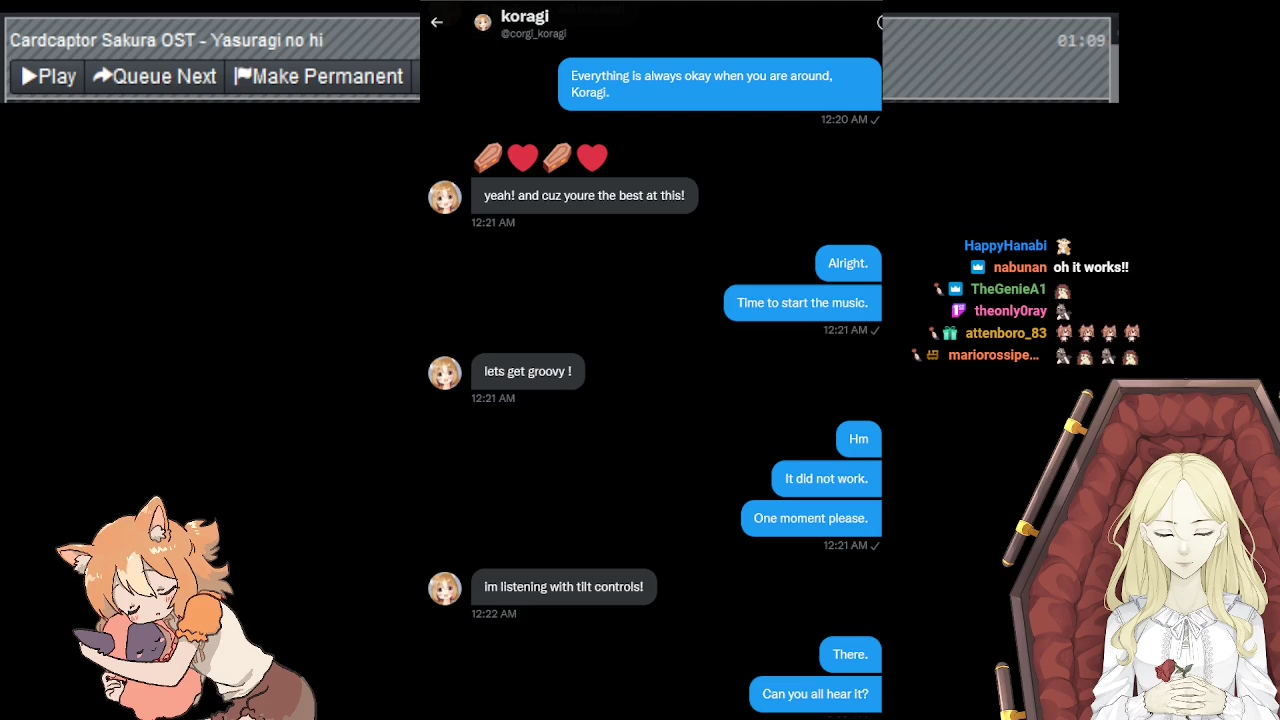 Cardcaptor Sakura OST - Yasuragi no hi
01:09
Play
Queue Next
Make Permanent
koragi
@corgi_koragi
Everything is always okay when you are around,
Koragi.
12:20 AM
yeah! and cuz youre the best at this!
12:21 AM
Alright.
Time to start the music.
12:21 AM
lets get groovy !
12:21 AM
Hm
It did not work.
One moment please.
12:21 AM
im listening with tilt controls!
12:22 AM
There.
Can you all hear it?
HappyHanabi
nabunan oh it works!!
TheGenieA1
theonly0ray
attenboro_83
mariorossipe...